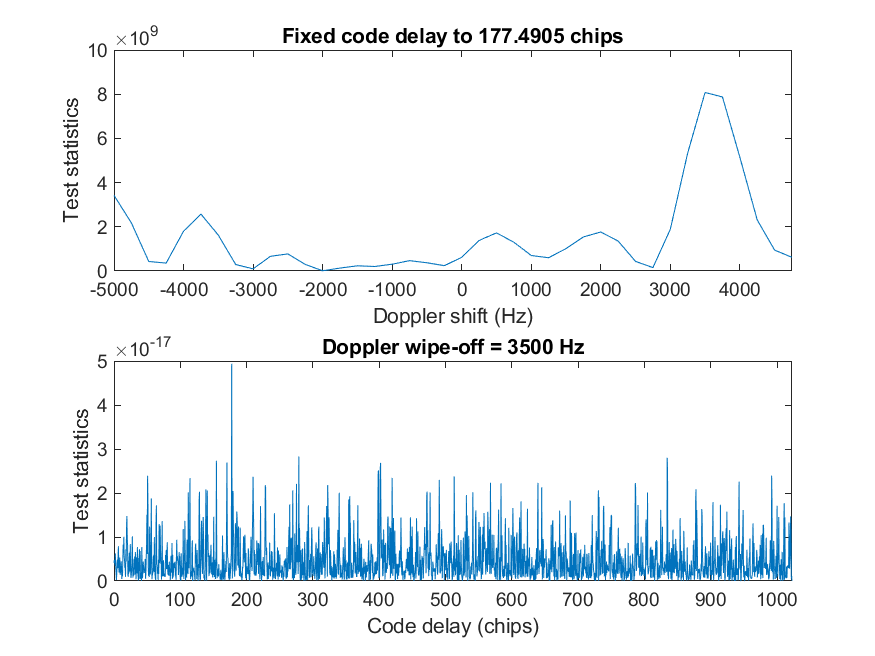 Fixed code delay to 177.4905 chips
×10^9
10
8
6
4
2
0
Test statistics
-5000 -4000 -3000 -2000 -1000 0 1000 2000 3000 4000
Doppler shift (Hz)
Doppler wipe-off = 3500 Hz
×10^-17
5
4
3
2
1
0
Test statistics
0 100 200 300 400 500 600 700 800 900 1000
Code delay (chips)